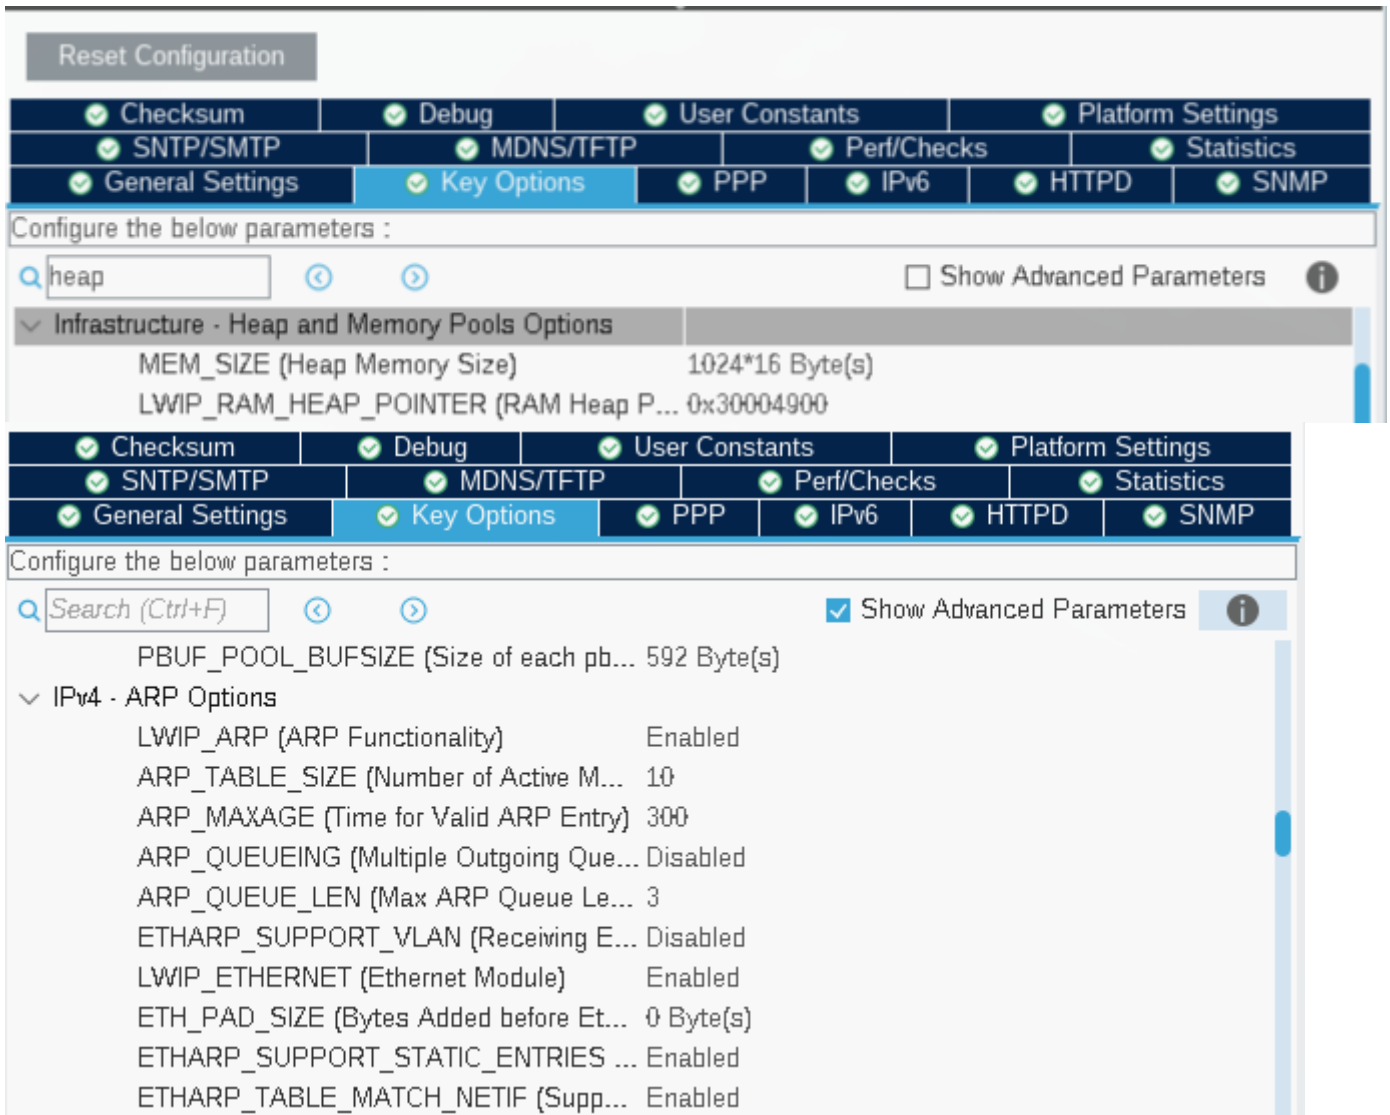 Reset Configuration
Checksum Debug User Constants Platform Settings
SNTP/SMTP MDNS/TFTP Perf/Checks Statistics
General Settings Key Options PPP IPv6 HTTPD SNMP
Configure the below parameters :
heap Show Advanced Parameters
Infrastructure - Heap and Memory Pools Options
MEM_SIZE (Heap Memory Size) 1024*16 Byte(s)
LWIP_RAM_HEAP_POINTER (RAM Heap P... 0x30004900
Checksum Debug User Constants Platform Settings
SNTP/SMTP MDNS/TFTP Perf/Checks Statistics
General Settings Key Options PPP IPv6 HTTPD SNMP
Configure the below parameters :
Search (Ctrl+F) Show Advanced Parameters
PBUF_POOL_BUFSIZE (Size of each pb... 592 Byte(s)
IPv4 - ARP Options
LWIP_ARP (ARP Functionality) Enabled
ARP_TABLE_SIZE (Number of Active M... 10
ARP_MAXAGE (Time for Valid ARP Entry) 300
ARP_QUEUEING (Multiple Outgoing Que... Disabled
ARP_QUEUE_LEN (Max ARP Queue Le... 3
ETHARP_SUPPORT_VLAN (Receiving E... Disabled
LWIP_ETHERNET (Ethernet Module) Enabled
ETH_PAD_SIZE (Bytes Added before Et... 0 Byte(s)
ETHARP_SUPPORT_STATIC_ENTRIES ... Enabled
ETHARP_TABLE_MATCH_NETIF (Supp... Enabled